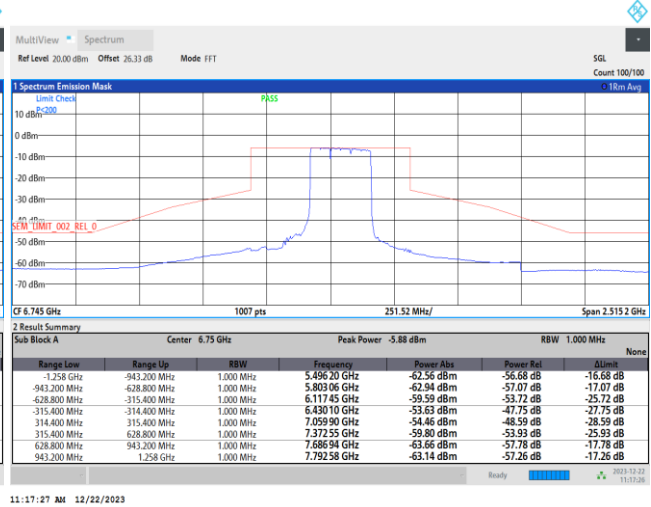 MultiView Spectrum
Ref Level 20.00 dBm Offset 26.33 dB Mode FFT
SGL
Count 100/100
1 Spectrum Emission Mask 1Rm Avg
Limit Check PASS
P<200
10 dBm
0 dBm
-10 dBm
-20 dBm
-30 dBm
-40 dBm
SEM_LIMIT_002_REL_0
-50 dBm
-60 dBm
-70 dBm
CF 6.745 GHz 1007 pts 251.52 MHz/ Span 2.515 2 GHz
2 Result Summary
Sub Block A Center 6.75 GHz Peak Power -5.88 dBm RBW 1.000 MHz
None
Range Low Range Up RBW Frequency Power Abs Power Rel ΔLimit
-1.258 GHz -943.200 MHz 1.000 MHz 5.496 20 GHz -62.56 dBm -56.68 dB -16.68 dB
-943.200 MHz -628.800 MHz 1.000 MHz 5.803 06 GHz -62.94 dBm -57.07 dB -17.07 dB
-628.800 MHz -315.400 MHz 1.000 MHz 6.117 45 GHz -59.59 dBm -53.72 dB -25.72 dB
-315.400 MHz -314.400 MHz 1.000 MHz 6.430 10 GHz -53.63 dBm -47.75 dB -27.75 dB
314.400 MHz 315.400 MHz 1.000 MHz 7.059 90 GHz -54.46 dBm -48.59 dB -28.59 dB
315.400 MHz 628.800 MHz 1.000 MHz 7.372 55 GHz -59.80 dBm -53.93 dB -25.93 dB
628.800 MHz 943.200 MHz 1.000 MHz 7.686 94 GHz -63.66 dBm -57.78 dB -17.78 dB
943.200 MHz 1.258 GHz 1.000 MHz 7.792 58 GHz -63.14 dBm -57.26 dB -17.26 dB
Ready 2023-12-22
11:17:26
11:17:27 AM 12/22/2023